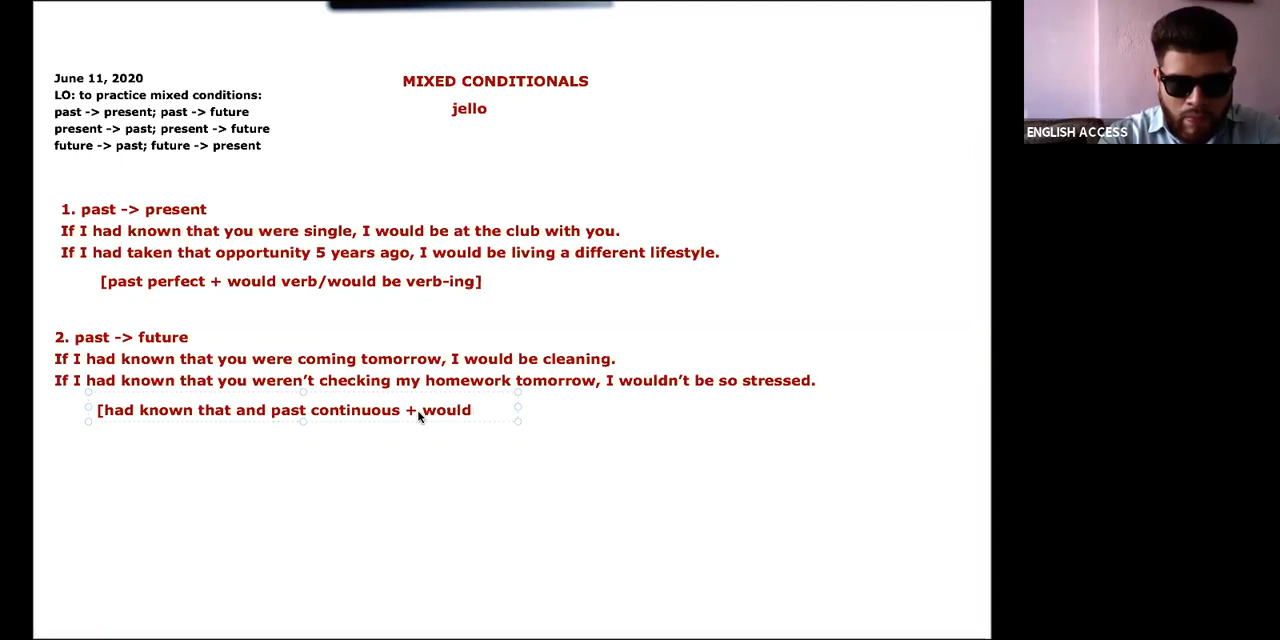 June 11, 2020
LO: to practice mixed conditions:
past -> present; past -> future
present -> past; present -> future
future -> past; future -> present
MIXED CONDITIONALS
jello
ENGLISH ACCESS
1. past -> present
If I had known that you were single, I would be at the club with you.
If I had taken that opportunity 5 years ago, I would be living a different lifestyle.
[past perfect + would verb/would be verb-ing]
2. past -> future
If I had known that you were coming tomorrow, I would be cleaning.
If I had known that you weren’t checking my homework tomorrow, I wouldn’t be so stressed.
[had known that and past continuous + would